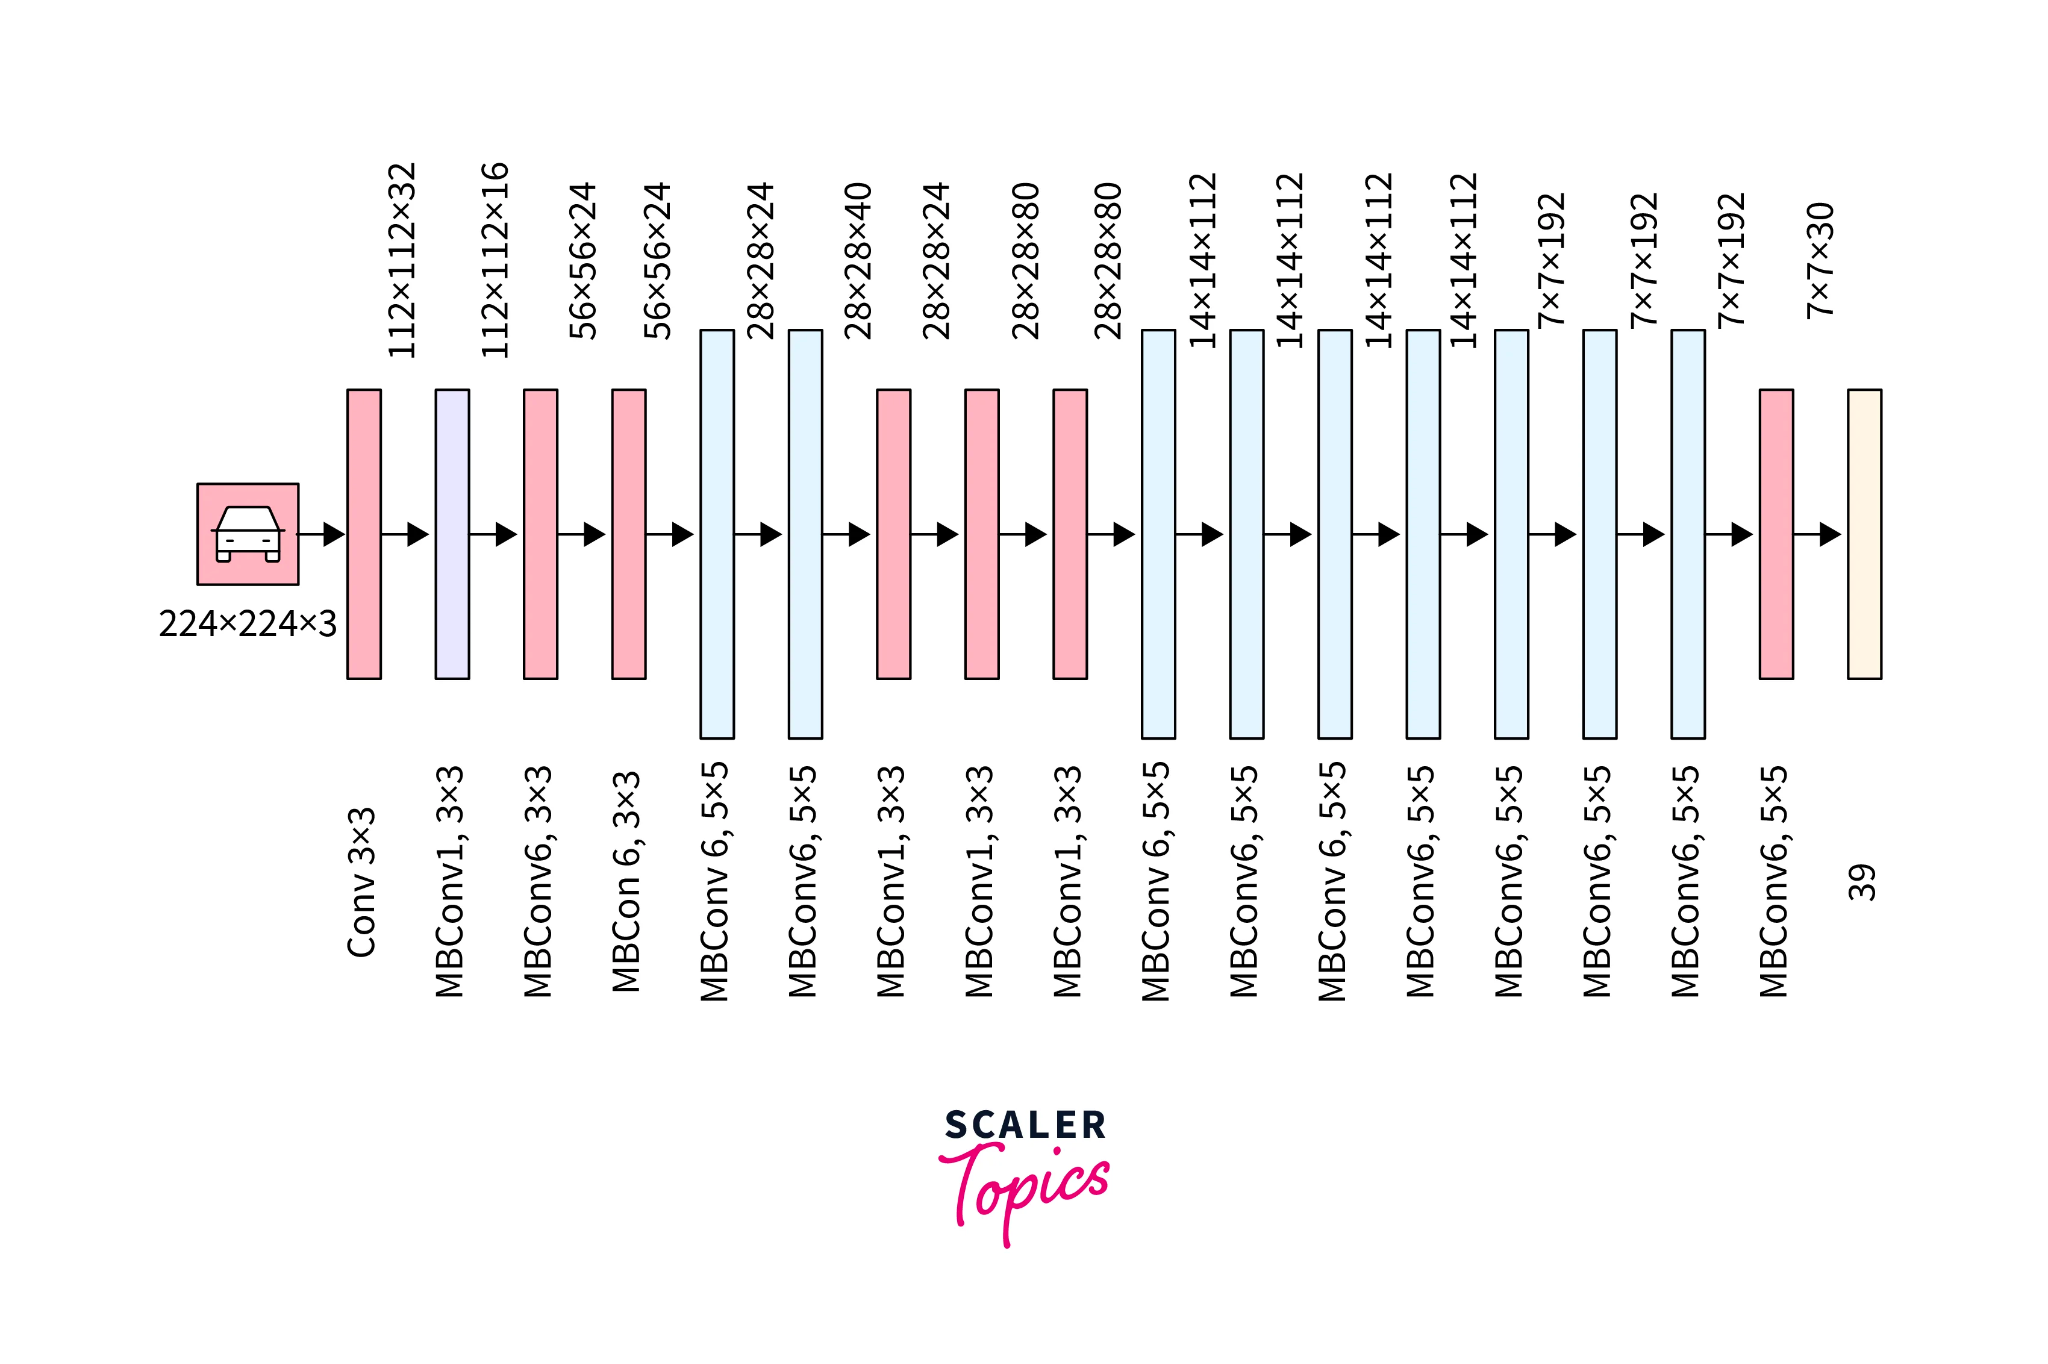 112×112×32
112×112×16
56×56×24
56×56×24
28×28×24
28×28×40
28×28×24
28×28×80
28×28×80
14×14×112
14×14×112
14×14×112
14×14×112
7×7×192
7×7×192
7×7×192
7×7×30
224×224×3
Conv 3×3
MBConv1, 3×3
MBConv6, 3×3
MBCon 6, 3×3
MBConv 6, 5×5
MBConv6, 5×5
MBConv1, 3×3
MBConv1, 3×3
MBConv1, 3×3
MBConv 6, 5×5
MBConv6, 5×5
MBConv 6, 5×5
MBConv6, 5×5
MBConv6, 5×5
MBConv6, 5×5
MBConv6, 5×5
MBConv6, 5×5
39
SCALER
Topics